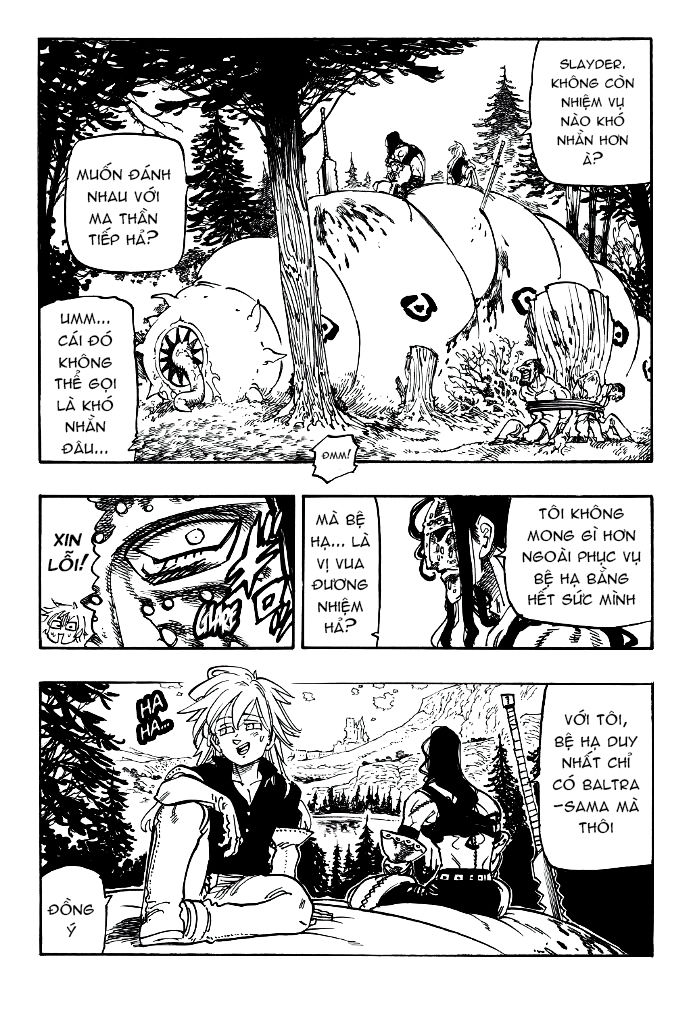 SLAYDER,
KHÔNG CÒN
NHIỆM VỤ
NÀO KHÓ
NHẰN HƠN
À?
MUỐN ĐÁNH
NHAU VỚI
MA THẦN
TIẾP HẢ?
UMM...
CÁI ĐÓ
KHÔNG
THỂ GỌI
LÀ KHÓ
NHẰN
ĐÂU...
ĐMM!
TÔI KHÔNG
MONG GÌ HƠN
NGOÀI PHỤC VỤ
BỆ HẠ BẰNG
HẾT SỨC MÌNH
MÀ BỆ
HẠ... LÀ
VỊ VUA
ĐƯƠNG
NHIỆM
HẢ?
GLARE
XIN
LỖI!
VỚI TÔI,
BỆ HẠ DUY
NHẤT CHỈ
CÓ BALTRA
-SAMA MÀ
THÔI
HA
HA...
ĐỒNG
Ý